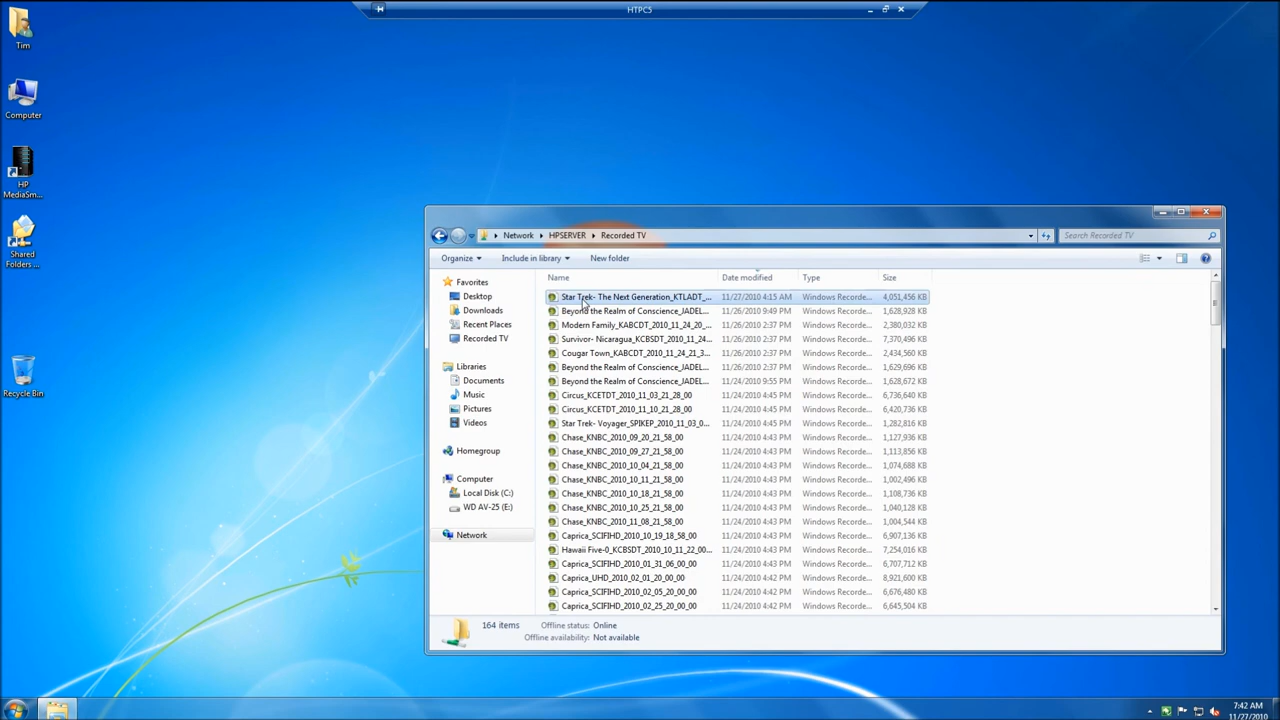 HTPC5
Tim
Computer
HP
MediaSm...
Shared
Folders ...
Recycle Bin
Network HPSERVER Recorded TV
Search Recorded TV
Organize Include in library New folder
Favorites
Desktop
Downloads
Recent Places
Recorded TV
Libraries
Documents
Music
Pictures
Videos
Homegroup
Computer
Local Disk (C:)
WD AV-25 (E:)
Network
Name Date modified Type Size
Star Trek- The Next Generation_KTLADT_... 11/27/2010 4:15 AM Windows Recorde... 4,051,456 KB
Beyond the Realm of Conscience_JADEL... 11/26/2010 9:49 PM Windows Recorde... 1,628,928 KB
Modern Family_KABCDT_2010_11_24_20_... 11/26/2010 2:37 PM Windows Recorde... 2,380,032 KB
Survivor- Nicaragua_KCBSDT_2010_11_24... 11/26/2010 2:37 PM Windows Recorde... 7,370,496 KB
Cougar Town_KABCDT_2010_11_24_21_3... 11/26/2010 2:37 PM Windows Recorde... 2,434,560 KB
Beyond the Realm of Conscience_JADEL... 11/26/2010 2:37 PM Windows Recorde... 1,629,696 KB
Beyond the Realm of Conscience_JADEL... 11/24/2010 9:55 PM Windows Recorde... 1,628,672 KB
Circus_KCETDT_2010_11_03_21_28_00 11/24/2010 4:45 PM Windows Recorde... 6,736,640 KB
Circus_KCETDT_2010_11_10_21_28_00 11/24/2010 4:45 PM Windows Recorde... 6,420,736 KB
Star Trek- Voyager_SPIKEP_2010_11_03_0... 11/24/2010 4:45 PM Windows Recorde... 1,282,816 KB
Chase_KNBC_2010_09_20_21_58_00 11/24/2010 4:43 PM Windows Recorde... 1,127,936 KB
Chase_KNBC_2010_09_27_21_58_00 11/24/2010 4:43 PM Windows Recorde... 1,113,856 KB
Chase_KNBC_2010_10_04_21_58_00 11/24/2010 4:43 PM Windows Recorde... 1,074,688 KB
Chase_KNBC_2010_10_11_21_58_00 11/24/2010 4:43 PM Windows Recorde... 1,002,496 KB
Chase_KNBC_2010_10_18_21_58_00 11/24/2010 4:43 PM Windows Recorde... 1,108,736 KB
Chase_KNBC_2010_10_25_21_58_00 11/24/2010 4:43 PM Windows Recorde... 1,040,128 KB
Chase_KNBC_2010_11_08_21_58_00 11/24/2010 4:43 PM Windows Recorde... 1,004,544 KB
Caprica_SCIFIHD_2010_10_19_18_58_00 11/24/2010 4:43 PM Windows Recorde... 6,907,136 KB
Hawaii Five-0_KCBSDT_2010_10_11_22_00... 11/24/2010 4:43 PM Windows Recorde... 7,254,016 KB
Caprica_SCIFIHD_2010_01_31_06_00_00 11/24/2010 4:43 PM Windows Recorde... 6,707,712 KB
Caprica_UHD_2010_02_01_20_00_00 11/24/2010 4:42 PM Windows Recorde... 8,921,600 KB
Caprica_SCIFIHD_2010_02_05_20_00_00 11/24/2010 4:42 PM Windows Recorde... 6,676,480 KB
Caprica_SCIFIHD_2010_02_25_20_00_00 11/24/2010 4:42 PM Windows Recorde... 6,645,504 KB
164 items Offline status: Online
Offline availability: Not available
7:42 AM
11/27/2010